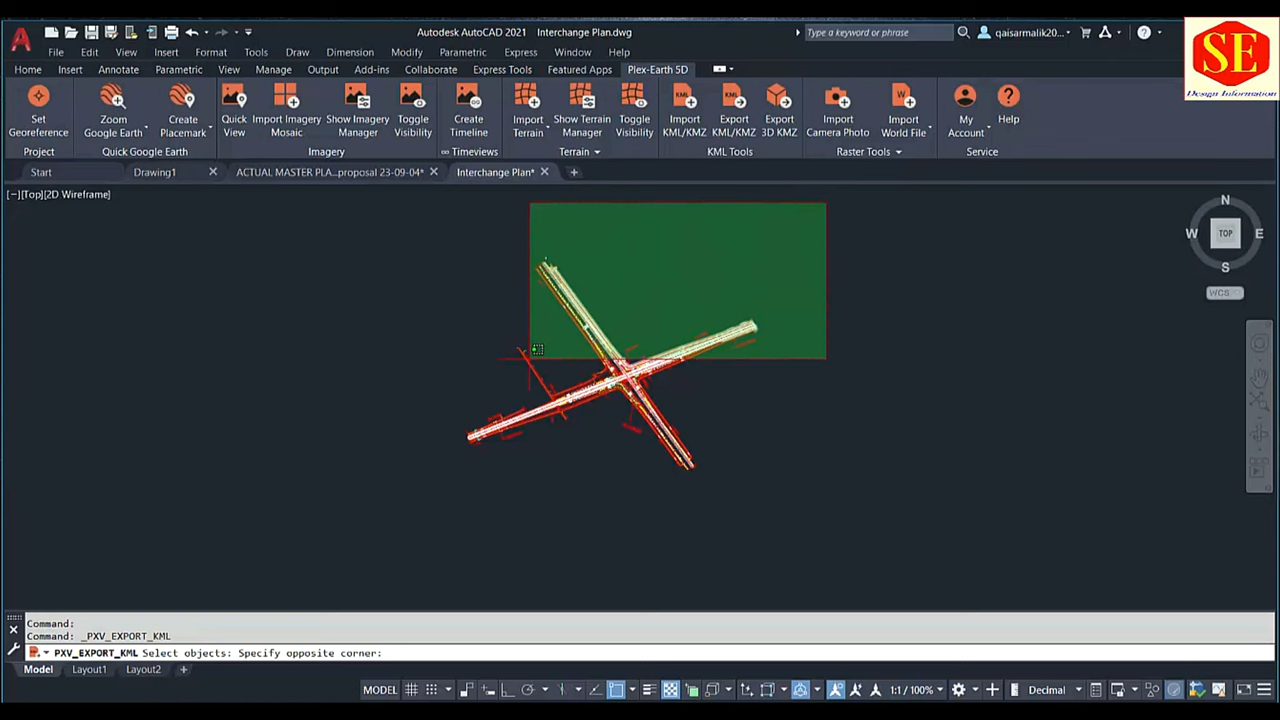 Autodesk AutoCAD 2021 Interchange Plan.dwg
Type a keyword or phrase
qaisarmalik20...
SE
Design Information
File Edit View Insert Format Tools Draw Dimension Modify Parametric Express Window Help
Home Insert Annotate Parametric View Manage Output Add-ins Collaborate Express Tools Featured Apps Plex-Earth 5D
Set Georeference
Zoom Google Earth
Create Placemark
Quick View
Import Imagery Mosaic
Show Imagery Manager
Toggle Visibility
Create Timeline
Import Terrain
Show Terrain Manager
Toggle Visibility
Import KML/KMZ
Export KML/KMZ
Export 3D KMZ
Import Camera Photo
Import World File
My Account
Help
Project Quick Google Earth Imagery Timeviews Terrain KML Tools Raster Tools Service
Start Drawing1 ACTUAL MASTER PLA...proposal 23-09-04* Interchange Plan*
[−][Top][2D Wireframe]
N
W TOP E
S
WCS
Command:
Command: _PXV_EXPORT_KML
PXV_EXPORT_KML Select objects: Specify opposite corner:
Model Layout1 Layout2
MODEL 1:1 / 100% Decimal